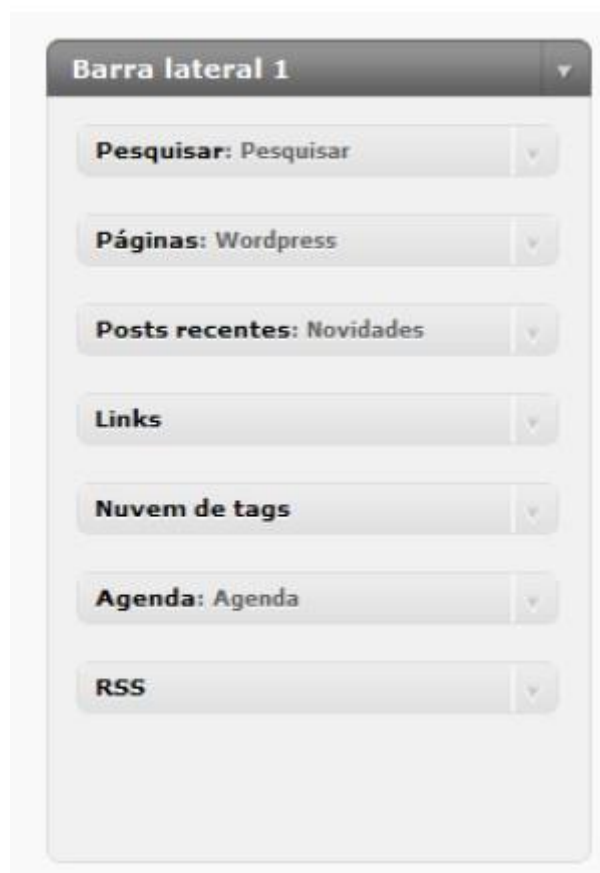 Barra lateral 1
Pesquisar: Pesquisar
Páginas: Wordpress
Posts recentes: Novidades
Links
Nuvem de tags
Agenda: Agenda
RSS